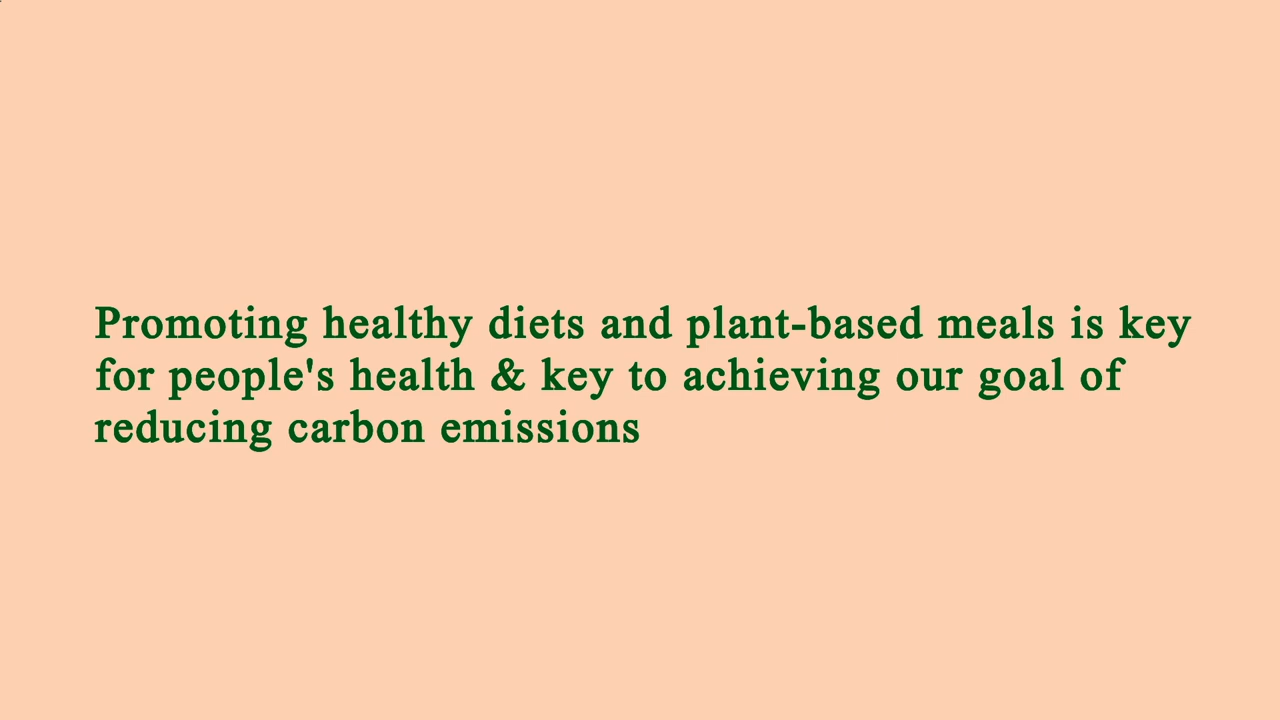 Promoting healthy diets and plant-based meals is key
for people's health & key to achieving our goal of
reducing carbon emissions